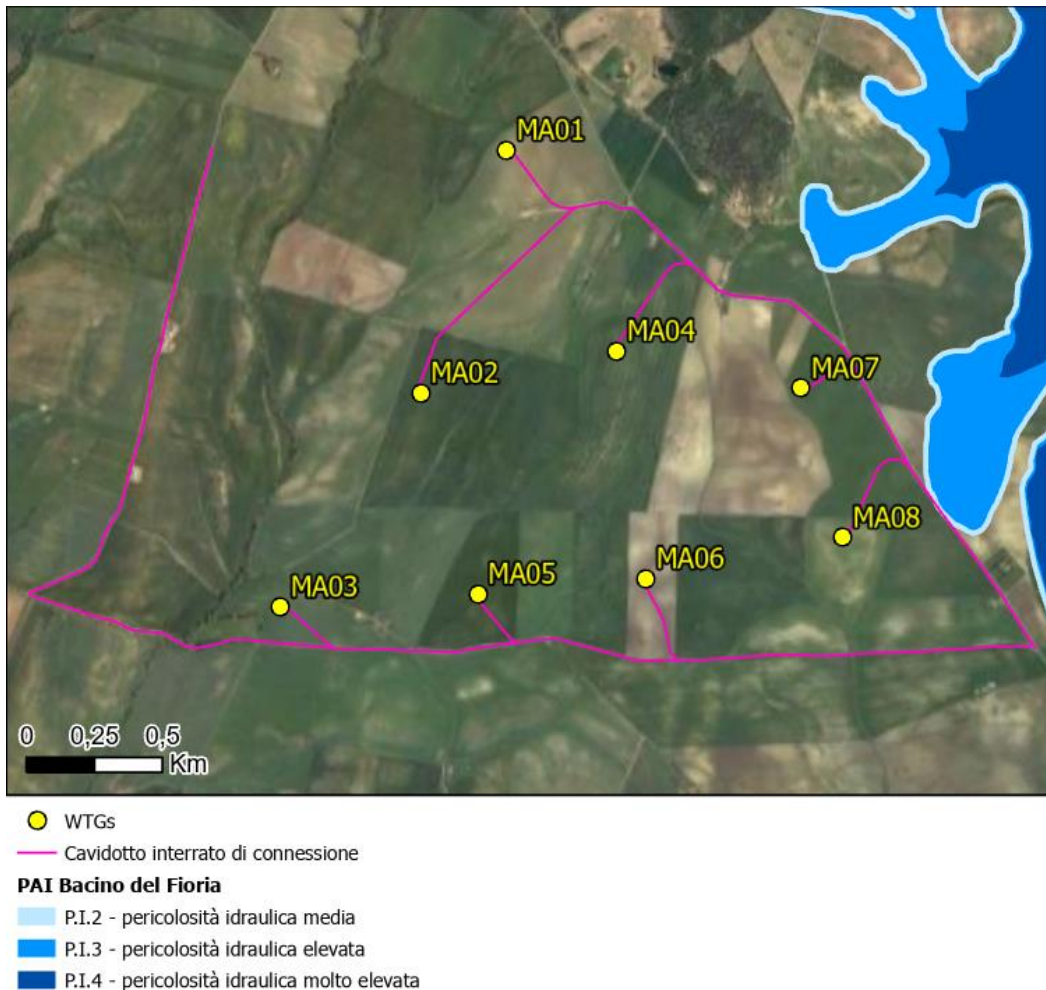 MA01
MA04
MA02
MA07
MA08
MA06
MA05
MA03
0 0,25 0,5
Km
WTGs
Cavidotto interrato di connessione
PAI Bacino del Fioria
P.I.2 - pericolosità idraulica media
P.I.3 - pericolosità idraulica elevata
P.I.4 - pericolosità idraulica molto elevata